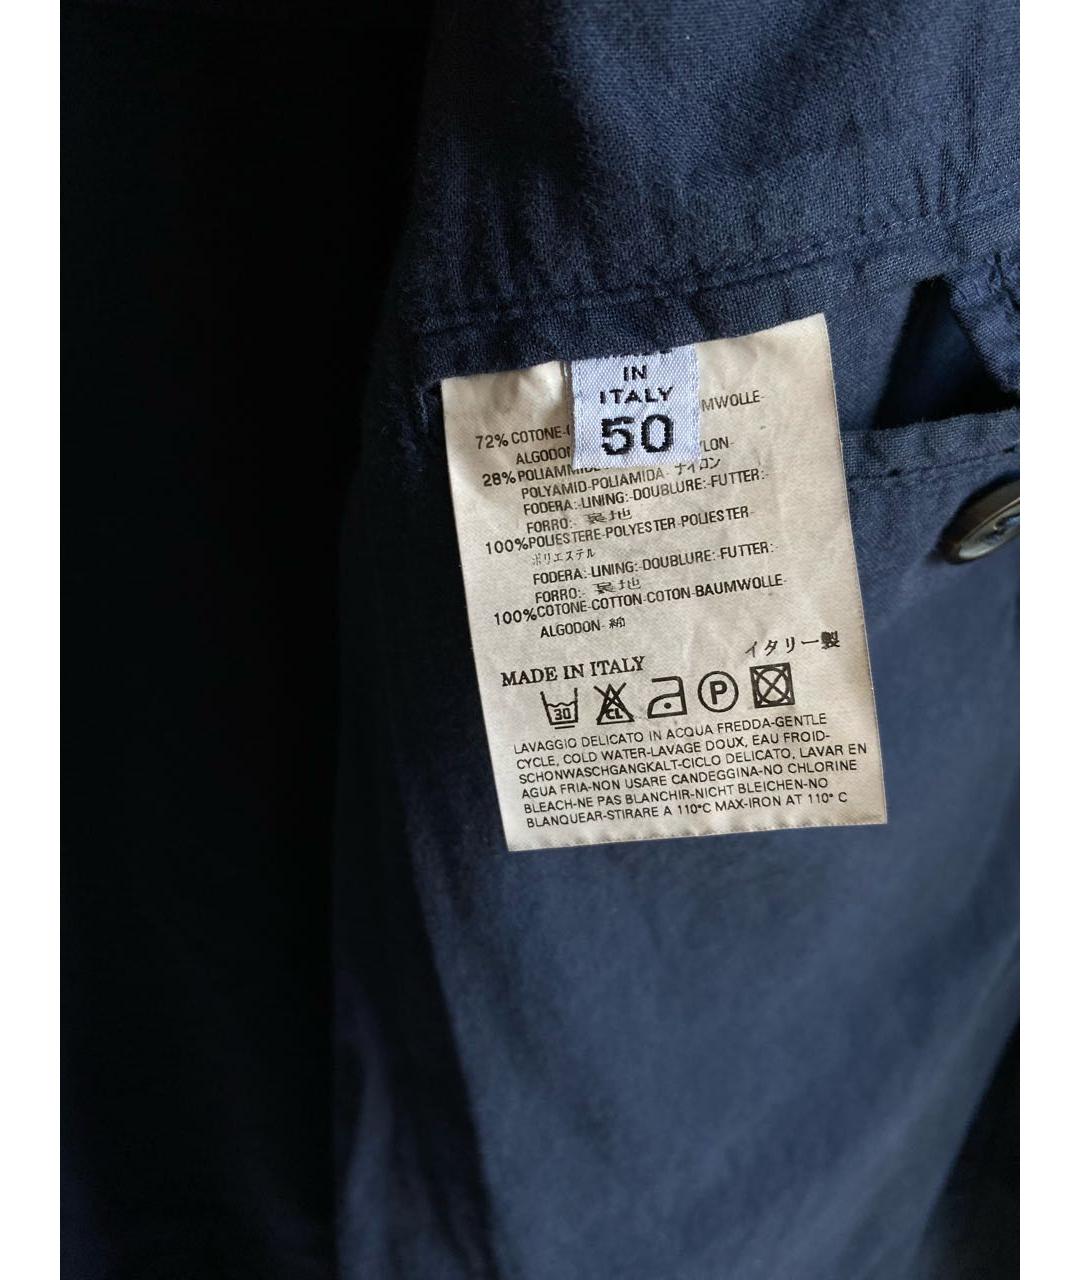 IN
ITALY
50
72% COTONE- MWOLLE-
ALGODO
28% POLIAMMIDE LON-
POLYAMID-POLIAMIDA- ナイロン
FODERA:-LINING:-DOUBLURE:-FUTTER:-
FORRO:- 裏地
100%POLIESTERE-POLYESTER-POLIESTER-
ポリエステル
FODERA:-LINING:-DOUBLURE:-FUTTER:-
FORRO:- 裏地
100%COTONE-COTTON-COTON-BAUMWOLLE-
ALGODON- 綿
MADE IN ITALY イタリー製
30 CL P
LAVAGGIO DELICATO IN ACQUA FREDDA-GENTLE
CYCLE, COLD WATER-LAVAGE DOUX, EAU FROID-
SCHONWASCHGANGKALT-CICLO DELICATO, LAVAR EN
AGUA FRIA-NON USARE CANDEGGINA-NO CHLORINE
BLEACH-NE PAS BLANCHIR-NICHT BLEICHEN-NO
BLANQUEAR-STIRARE A 110°C MAX-IRON AT 110° C